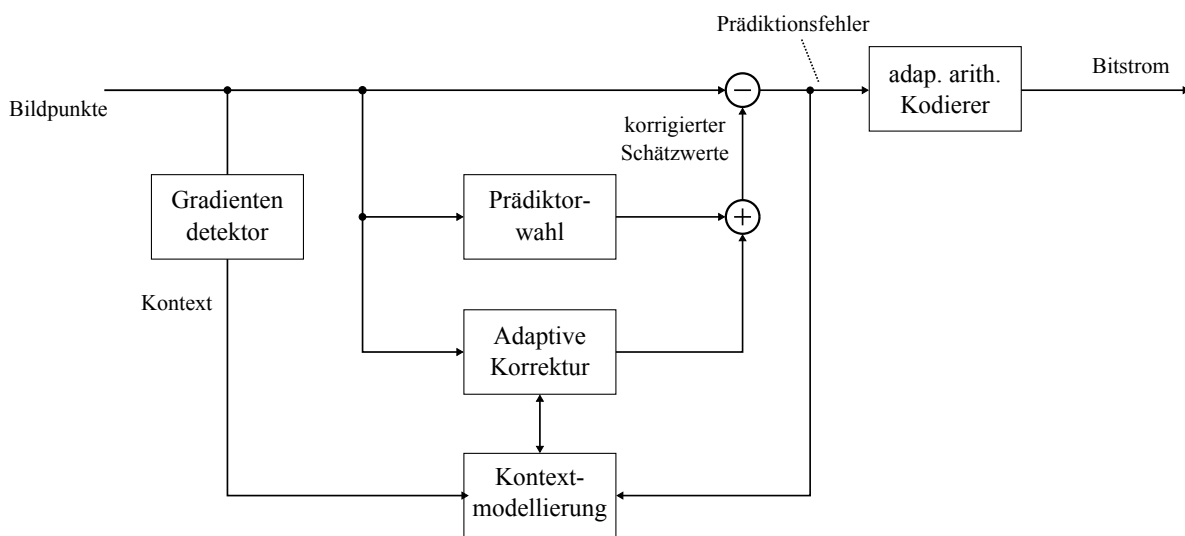 Prädiktionsfehler
Bildpunkte
adap. arith.
Kodierer
Bitstrom
korrigierter
Schätzwerte
Gradienten
detektor
Prädiktor-
wahl
Kontext
Adaptive
Korrektur
Kontext-
modellierung